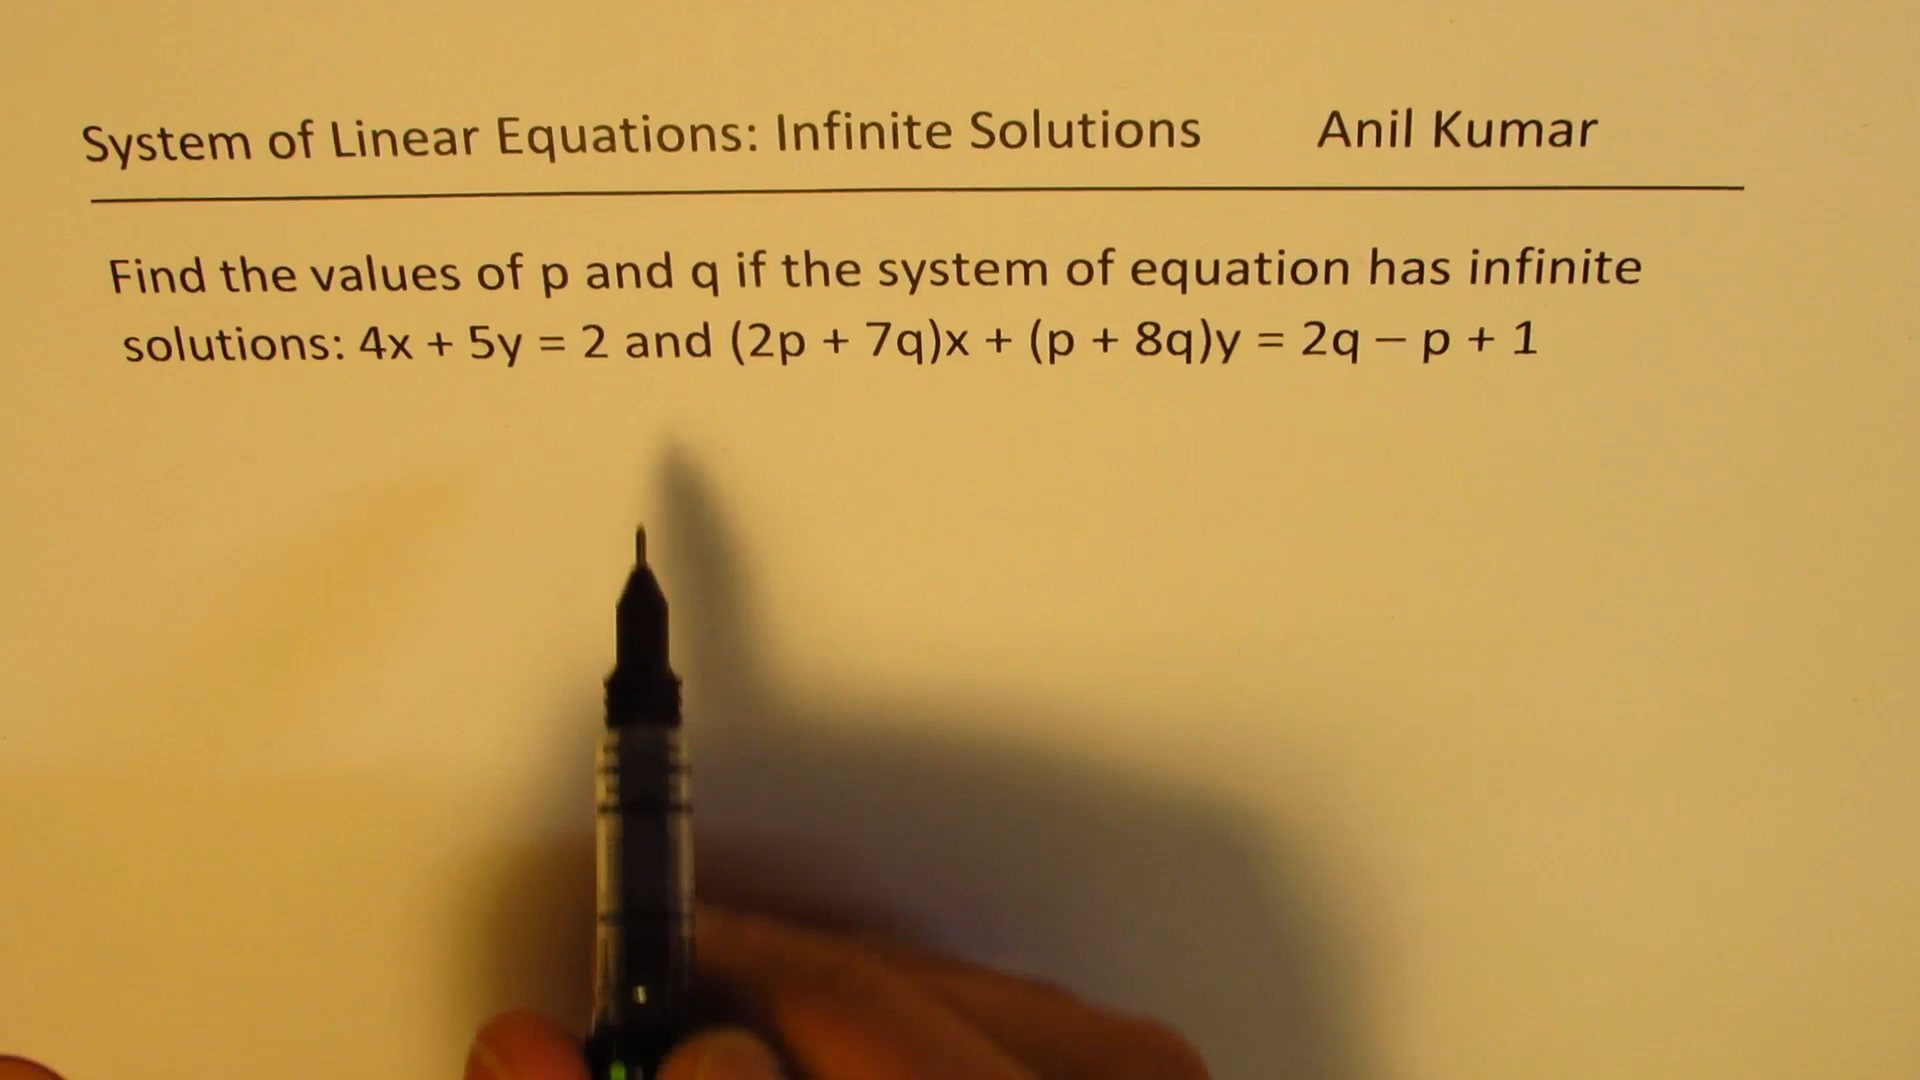 System of Linear Equations: Infinite Solutions Anil Kumar
Find the values of p and q if the system of equation has infinite
solutions: 4x + 5y = 2 and (2p + 7q)x + (p + 8q)y = 2q – p + 1